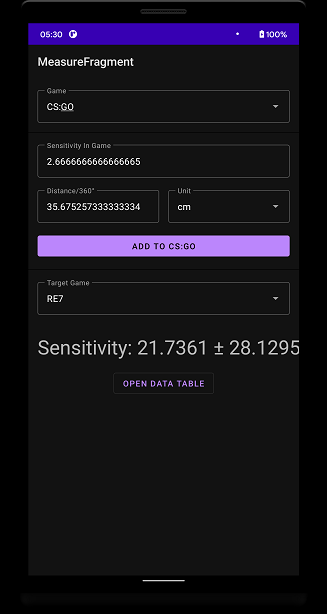 05:30 100%
MeasureFragment
Game
CS:GO
Sensitivity In Game
2.6666666666666665
Distance/360° Unit
35.675257333333334 cm
ADD TO CS:GO
Target Game
RE7
Sensitivity: 21.7361 ± 28.1295
OPEN DATA TABLE